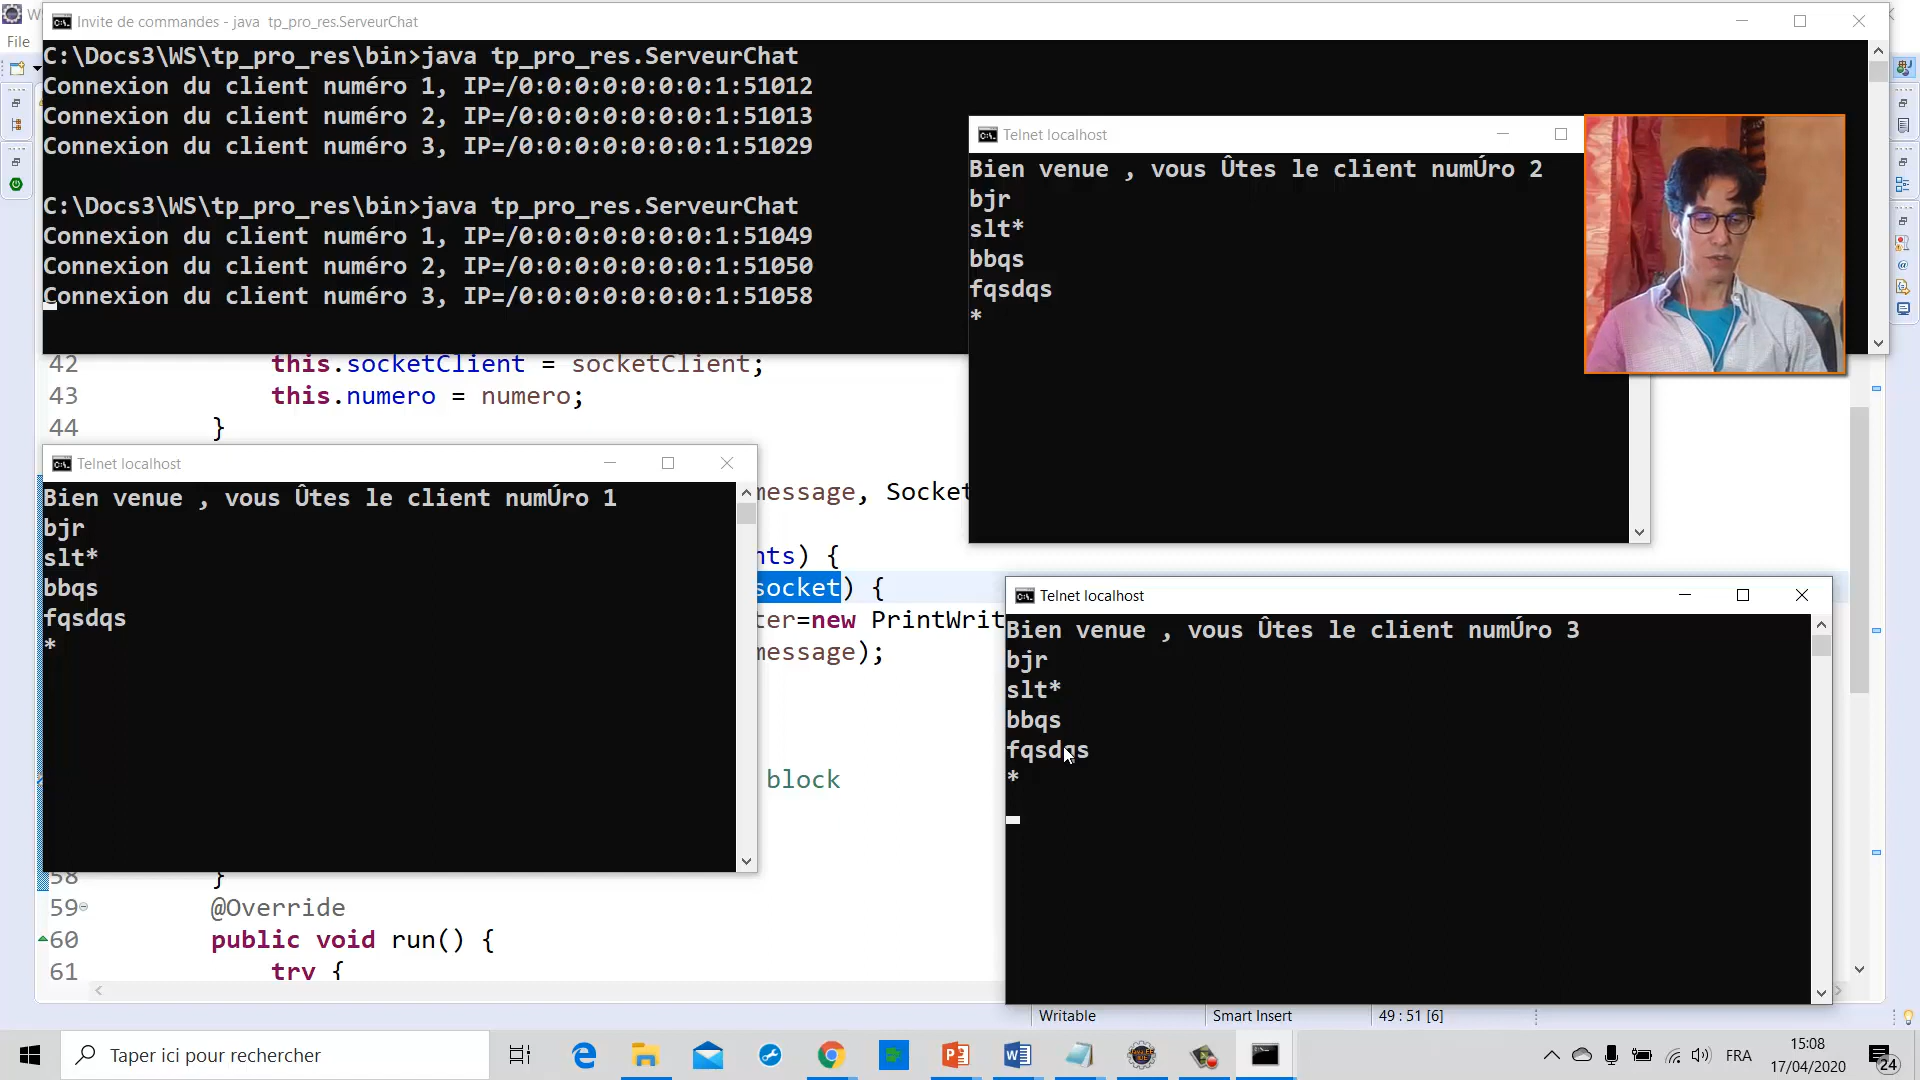 Invite de commandes - java  tp_pro_res.ServeurChat
File
C:\Docs3\WS\tp_pro_res\bin>java tp_pro_res.ServeurChat
Connexion du client numéro 1, IP=/0:0:0:0:0:0:0:1:51012
Connexion du client numéro 2, IP=/0:0:0:0:0:0:0:1:51013
Connexion du client numéro 3, IP=/0:0:0:0:0:0:0:1:51029
C:\Docs3\WS\tp_pro_res\bin>java tp_pro_res.ServeurChat
Connexion du client numéro 1, IP=/0:0:0:0:0:0:0:1:51049
Connexion du client numéro 2, IP=/0:0:0:0:0:0:0:1:51050
Connexion du client numéro 3, IP=/0:0:0:0:0:0:0:1:51058
Telnet localhost
Bien venue , vous Ûtes le client numÚro 2
bjr
slt*
bbqs
fqsdqs
*
42 this.socketClient = socketClient;
43 this.numero = numero;
44 }
Telnet localhost
Bien venue , vous Ûtes le client numÚro 1
bjr
slt*
bbqs
fqsdqs
*
message, Socket
nts) {
socket) {
ter=new PrintWrit
message);
block
Telnet localhost
Bien venue , vous Ûtes le client numÚro 3
bjr
slt*
bbqs
fqsdqs
*
58 }
59 @Override
60 public void run() {
61 try {
Writable
Smart Insert
49 : 51 [6]
Taper ici pour rechercher
FRA
15:08
17/04/2020
24